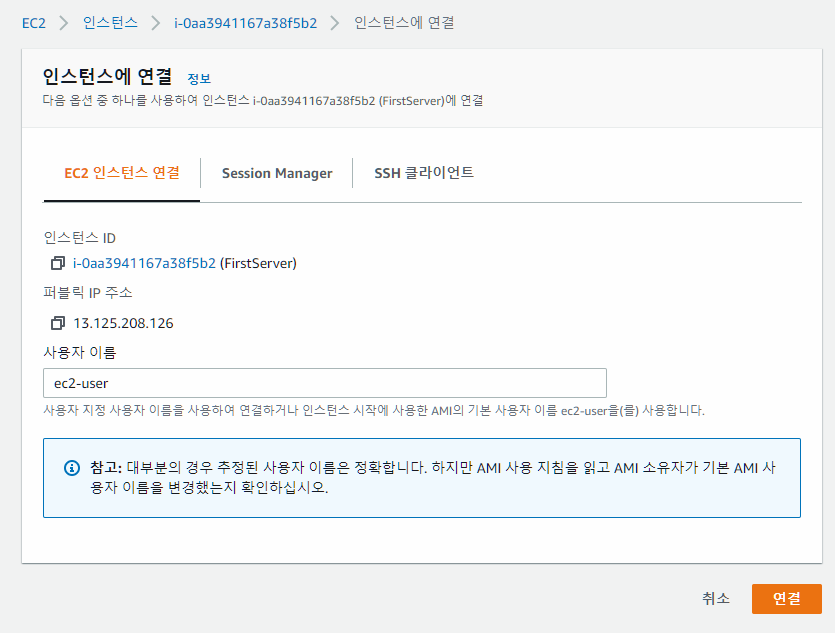 EC2 > 인스턴스 > i-0aa3941167a38f5b2 > 인스턴스에 연결
인스턴스에 연결 정보
다음 옵션 중 하나를 사용하여 인스턴스 i-0aa3941167a38f5b2 (FirstServer)에 연결
EC2 인스턴스 연결 Session Manager SSH 클라이언트
인스턴스 ID
i-0aa3941167a38f5b2 (FirstServer)
퍼블릭 IP 주소
13.125.208.126
사용자 이름
ec2-user
사용자 지정 사용자 이름을 사용하여 연결하거나 인스턴스 시작에 사용한 AMI의 기본 사용자 이름 ec2-user을(를) 사용합니다.
참고: 대부분의 경우 추정된 사용자 이름은 정확합니다. 하지만 AMI 사용 지침을 읽고 AMI 소유자가 기본 AMI 사
용자 이름을 변경했는지 확인하십시오.
취소 연결